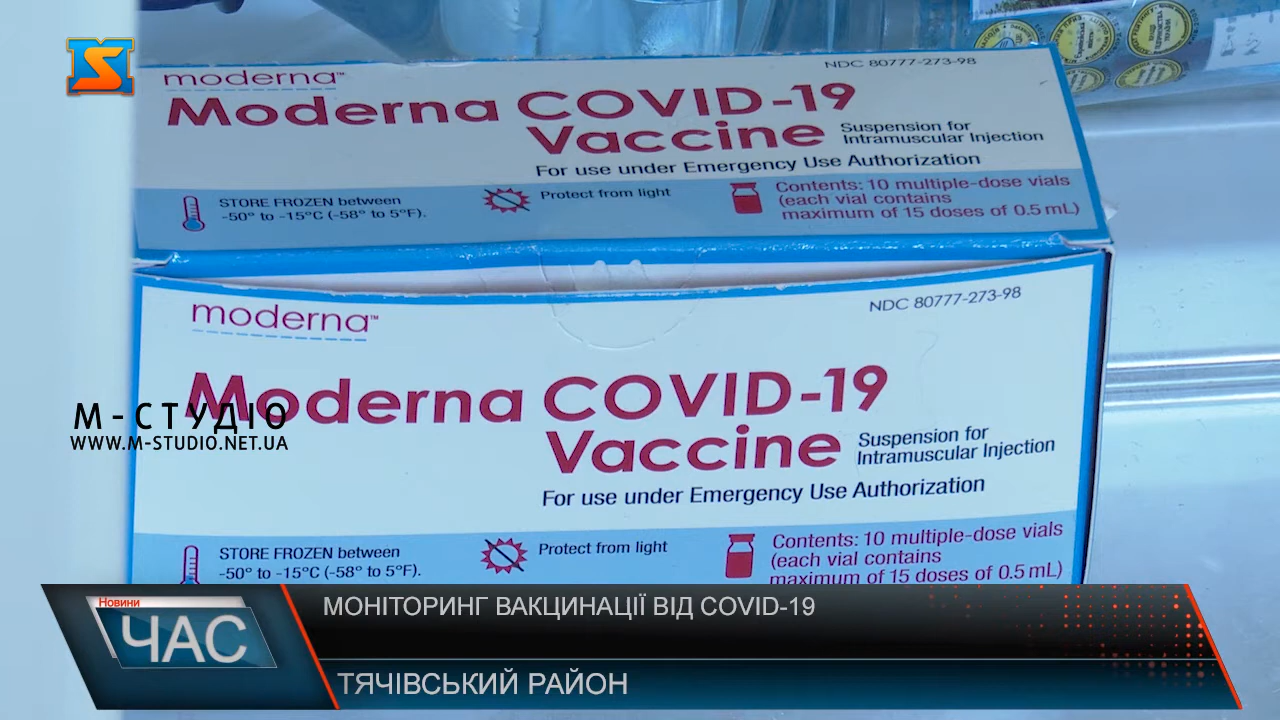 moderna™
NDC 80777-273-98
Moderna COVID-19
Vaccine
Suspension for
Intramuscular Injection
For use under Emergency Use Authorization
STORE FROZEN between
-50° to -15°C (-58° to 5°F).
Protect from light
Contents: 10 multiple-dose vials
(each vial contains
maximum of 15 doses of 0.5 mL)
moderna™
NDC 80777-273-98
Moderna COVID-19
Vaccine
Suspension for
Intramuscular Injection
For use under Emergency Use Authorization
М-СТУДІО
WWW.M-STUDIO.NET.UA
STORE FROZEN between
-50° to -15°C (-58° to 5°F).
Protect from light
Contents: 10 multiple-dose vials
(each vial contains
maximum of 15 doses of 0.5 mL)
Новини
ЧАС
МОНІТОРИНГ ВАКЦИНАЦІЇ ВІД COVID-19
ТЯЧІВСЬКИЙ РАЙОН